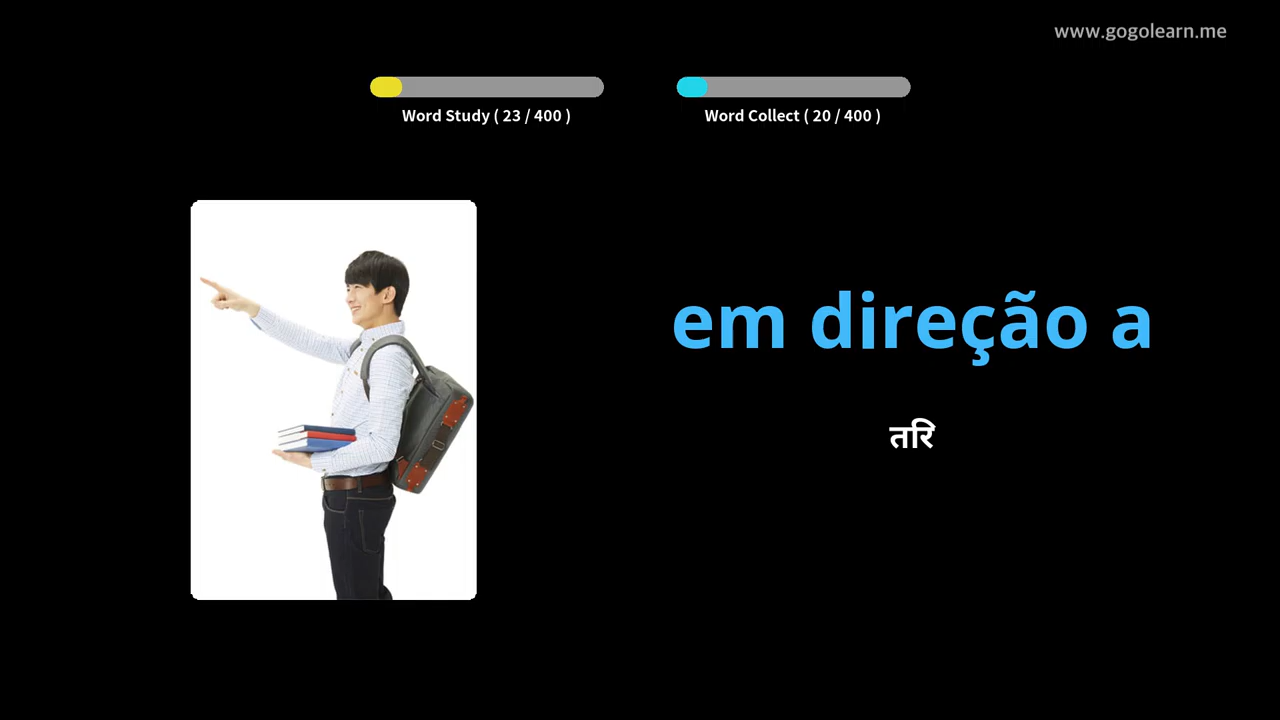 www.gogolearn.me
Word Study ( 23 / 400 )
Word Collect ( 20 / 400 )
em direção a
तरि